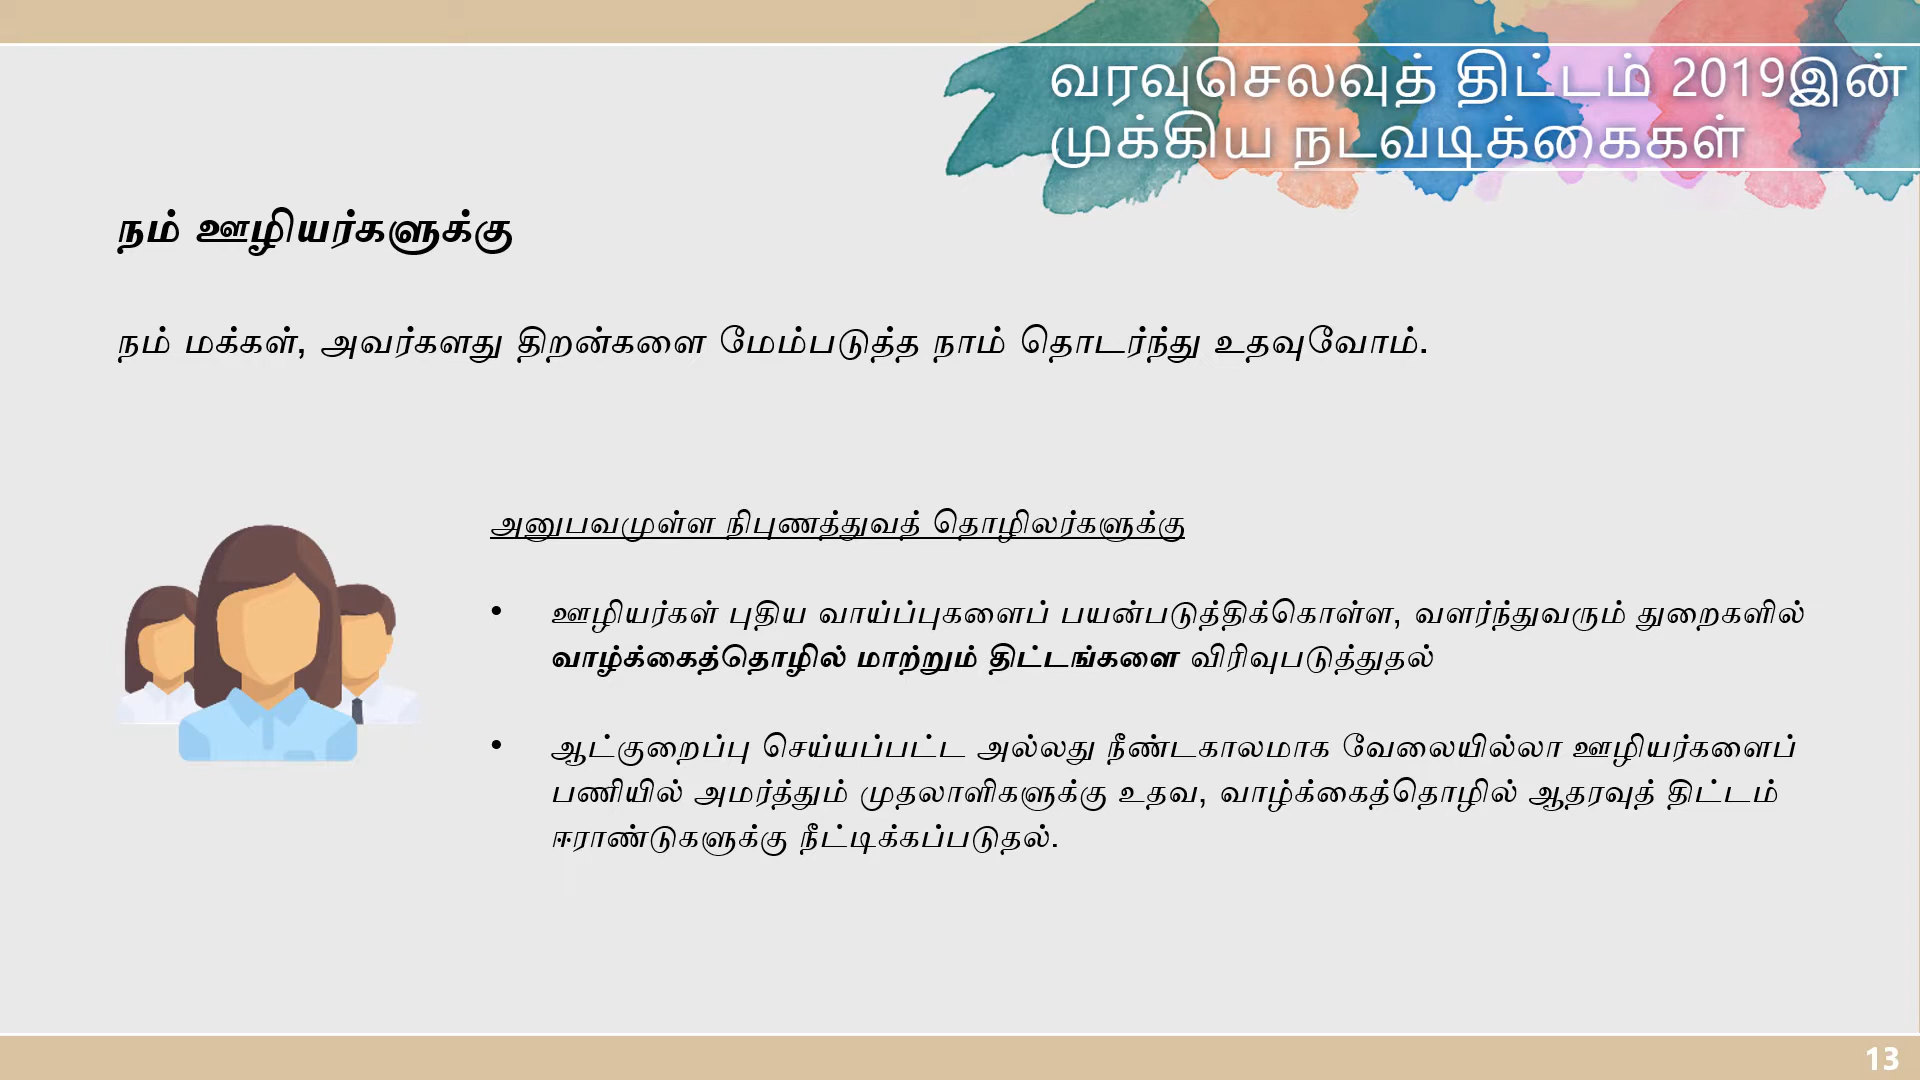 வரவுசெலவுத் திட்டம் 2019இன்
முக்கிய நடவடிக்கைகள்
நம் ஊழியர்களுக்கு
நம் மக்கள், அவர்களது திறன்களை மேம்படுத்த நாம் தொடர்ந்து உதவுவோம்.
அனுபவமுள்ள நிபுணத்துவத் தொழிலர்களுக்கு
• ஊழியர்கள் புதிய வாய்ப்புகளைப் பயன்படுத்திக்கொள்ள, வளர்ந்துவரும் துறைகளில்
வாழ்க்கைத்தொழில் மாற்றும் திட்டங்களை விரிவுபடுத்துதல்
• ஆட்குறைப்பு செய்யப்பட்ட அல்லது நீண்டகாலமாக வேலையில்லா ஊழியர்களைப்
பணியில் அமர்த்தும் முதலாளிகளுக்கு உதவ, வாழ்க்கைத்தொழில் ஆதரவுத் திட்டம்
ஈராண்டுகளுக்கு நீட்டிக்கப்படுதல்.
13